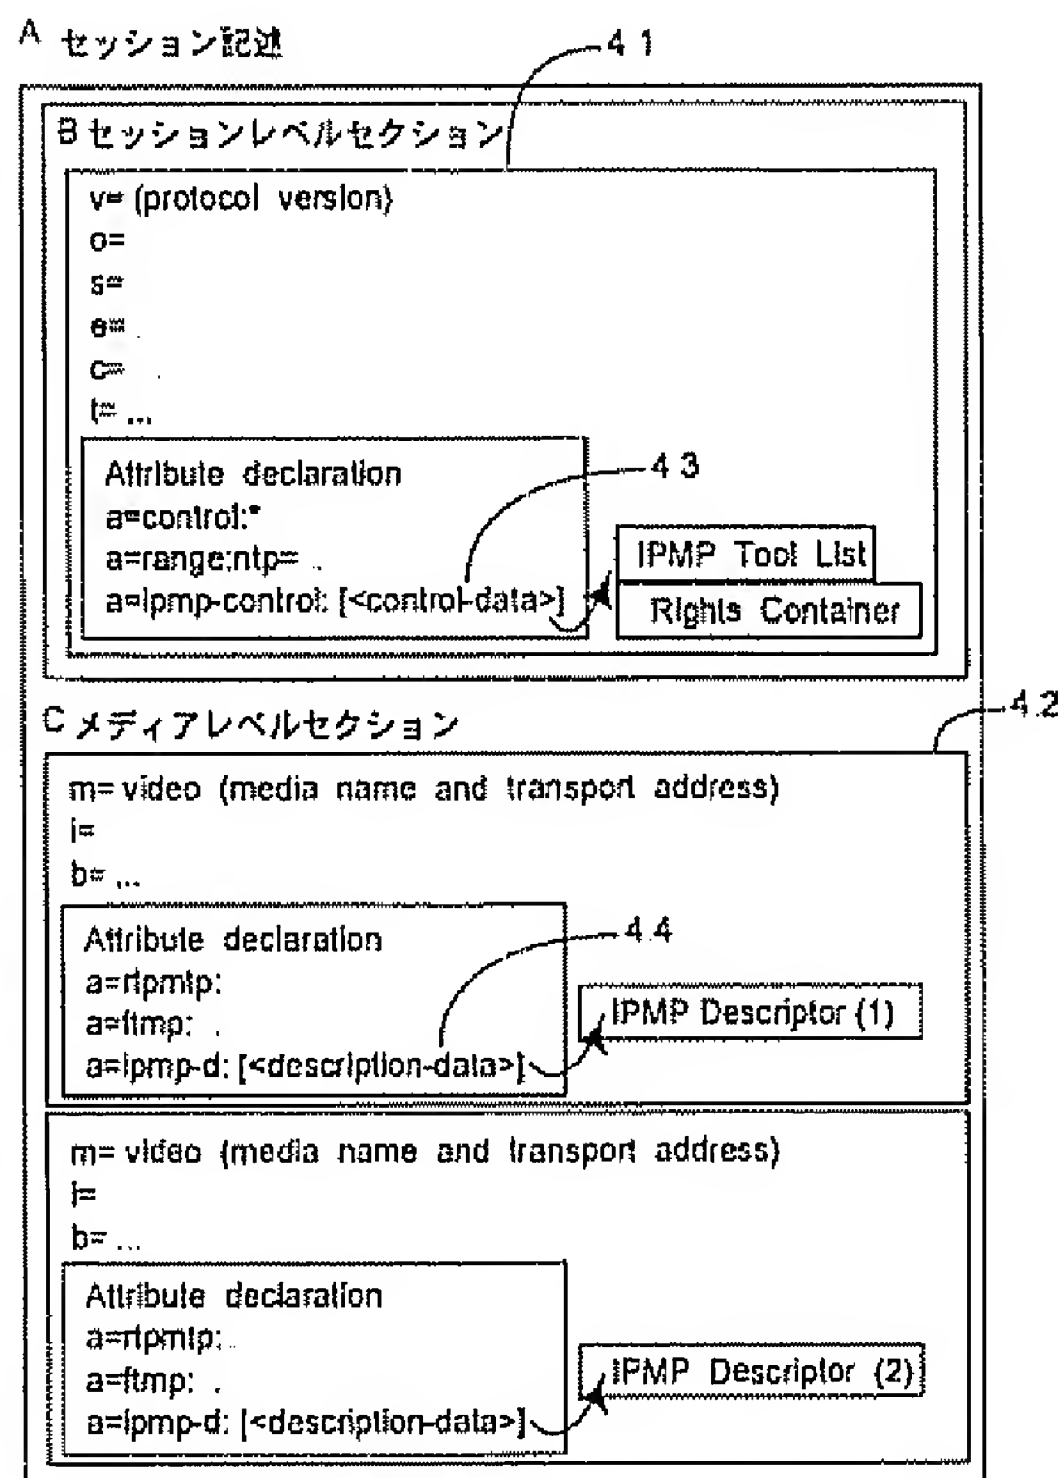 A セッション記述
41
B セッションレベルセクション
v= (protocol version)
o=
s=
e=
c=
t= ...
Attribute declaration
43
a=control:*
a=range:ntp=
IPMP Tool List
a=ipmp-control: [<control-data>]
Rights Container
C メディアレベルセクション
42
m= video (media name and transport address)
i=
b= ...
Attribute declaration
44
a=rtpmtp:
a=ftmp:
IPMP Descriptor (1)
a=ipmp-d: [<description-data>]
m= video (media name and transport address)
i=
b= ...
Attribute declaration
a=rtpmtp:
a=ftmp:
IPMP Descriptor (2)
a=ipmp-d: [<description-data>]